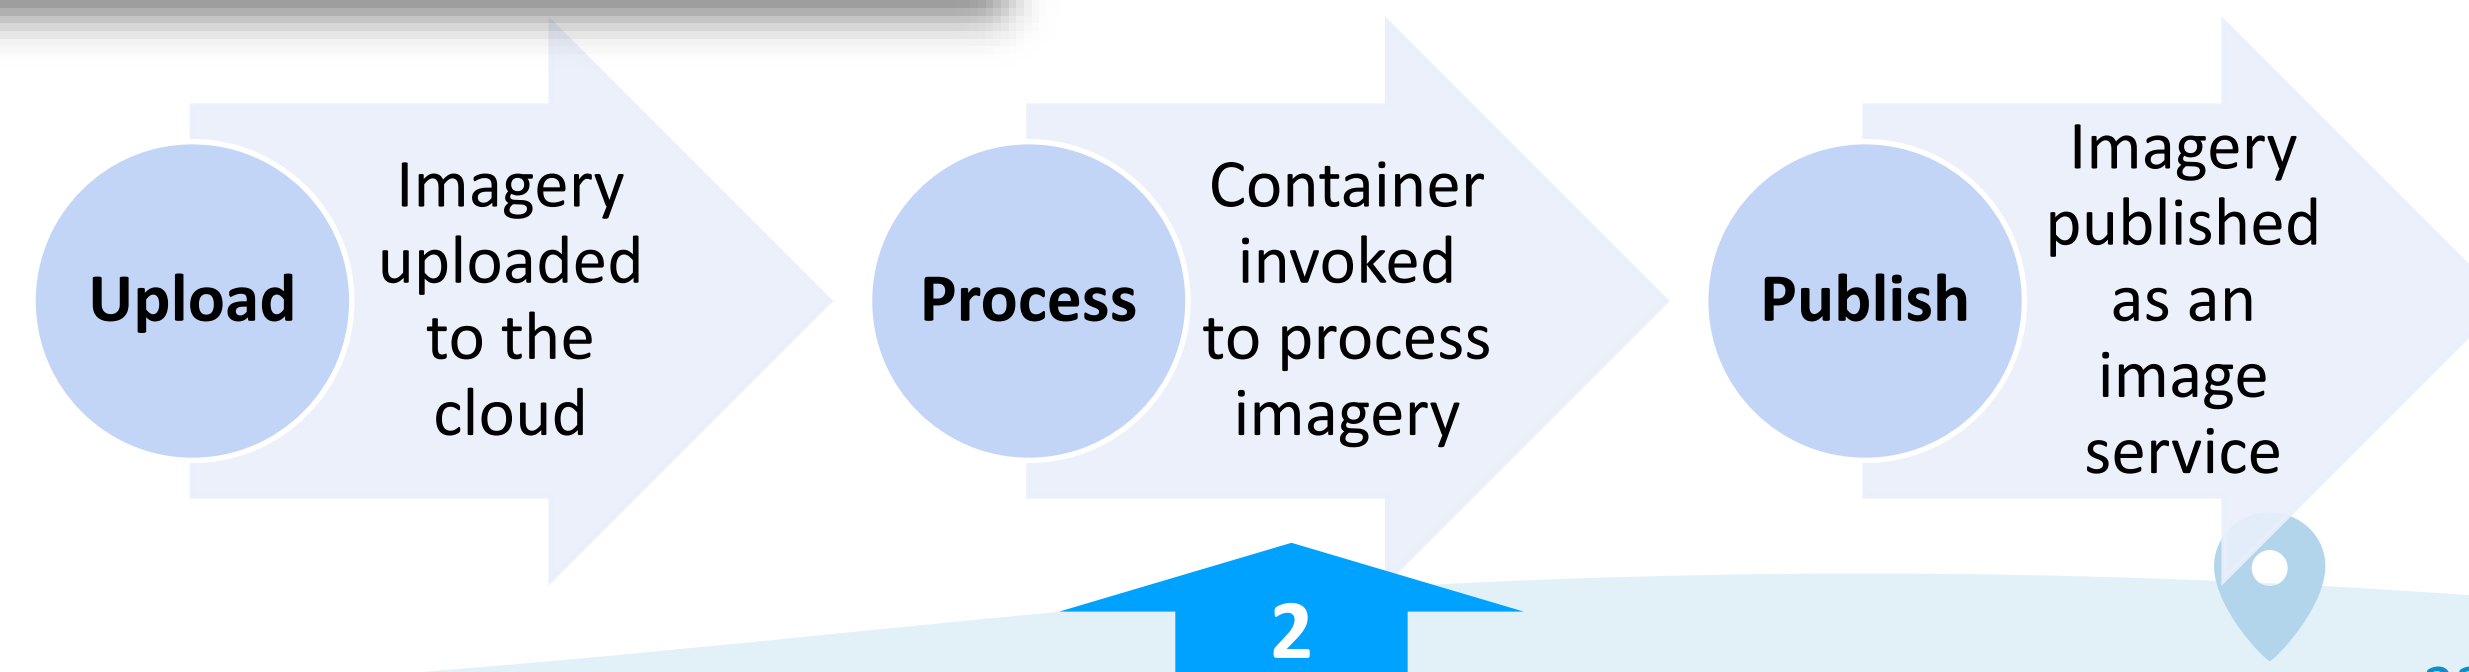 Upload
Imagery
uploaded
to the
cloud
Process
Container
invoked
to process
imagery
Publish
Imagery
published
as an
image
service
2